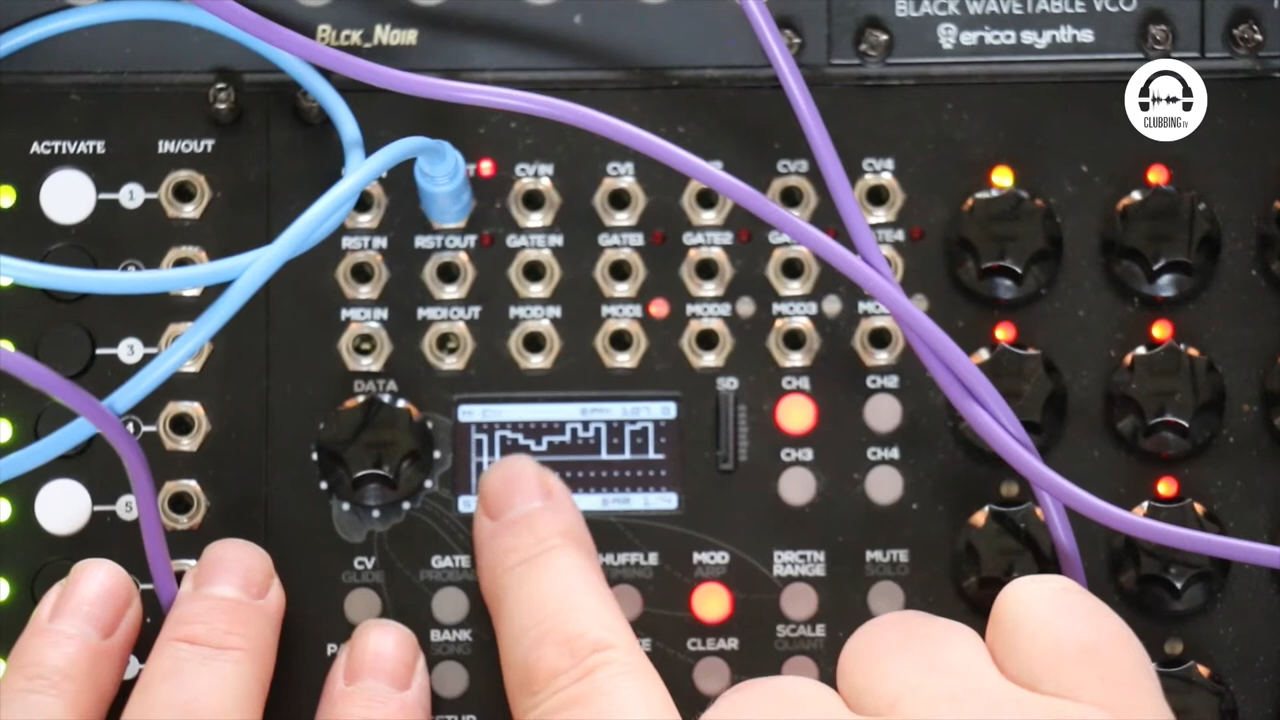 BLACK WAVETABLE VCO
erica synths
BLCK_NOIR
CLUBBING TV
ACTIVATE
IN/OUT
1
3
4
5
CV IN
CV1
CV3
CV4
RST IN
RST OUT
GATE IN
GATE1
GATE2
MIDI IN
MIDI OUT
MOD IN
MOD1
MOD2
MOD3
DATA
SD
CH1
CH2
CH3
CH4
CV
GLIDE
GATE
MOD
ARP
DRCTN
RANGE
MUTE
SOLO
BANK
SONG
CLEAR
SCALE
QUANT